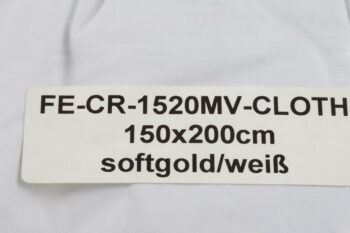 FE-CR-1520MV-CLOTH
150x200cm
softgold/weiß